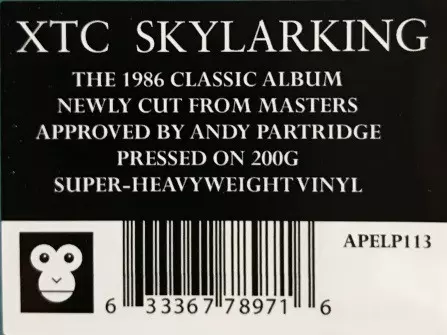 XTC SKYLARKING
THE 1986 CLASSIC ALBUM
NEWLY CUT FROM MASTERS
APPROVED BY ANDY PARTRIDGE
PRESSED ON 200G
SUPER-HEAVYWEIGHT VINYL
APELP113
6 33367 78971 6